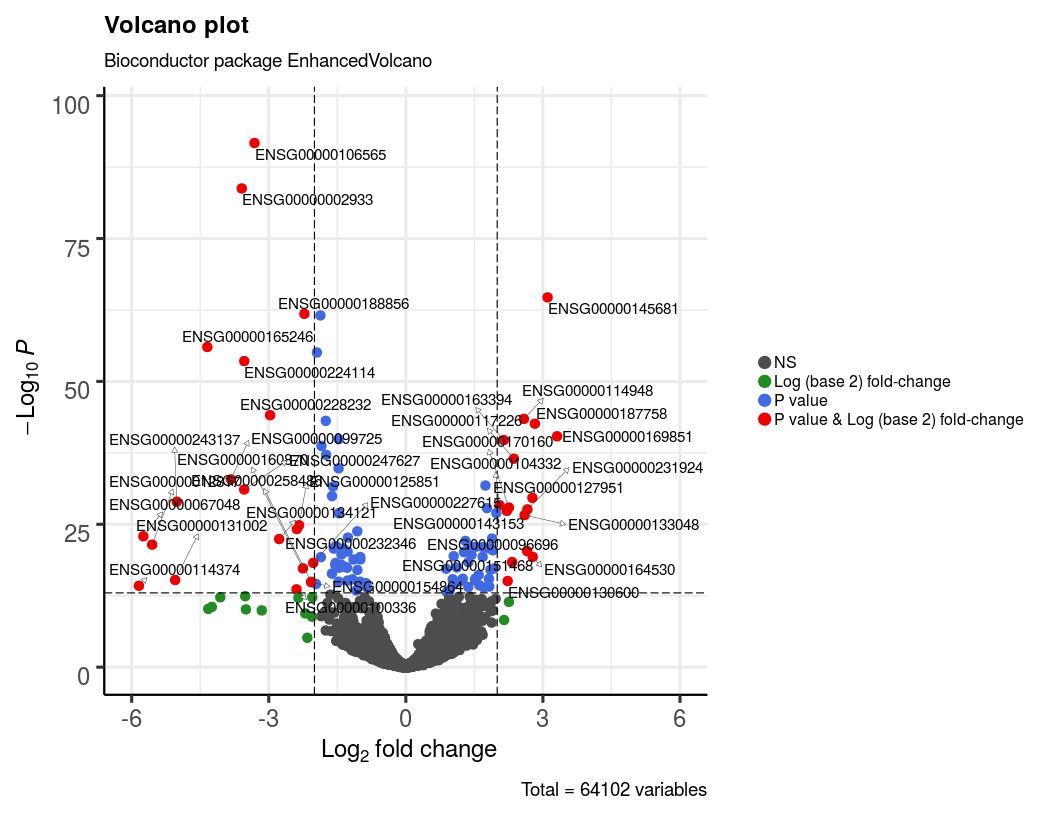 Volcano plot
Bioconductor package EnhancedVolcano
100
ENSG00000106565
ENSG00000002933
75
ENSG00000188856
ENSG00000145681
ENSG00000165246
ENSG00000224114
NS
Log (base 2) fold-change
P value
P value & Log (base 2) fold-change
50
ENSG00000114948
ENSG00000163394
ENSG00000228232
ENSG00000187758
ENSG00000117226
ENSG00000169851
ENSG00000243137
ENSG00000099725
ENSG00000170160
ENSG00000247627
ENSG00000104332
ENSG00000231924
ENSG00000125851
ENSG00000127951
ENSG00000067048
ENSG00000227615
ENSG00000134121
25
ENSG00000131002
ENSG00000143153
ENSG00000133048
ENSG00000232346
ENSG00000096696
ENSG00000114374
ENSG00000151468
ENSG00000164530
ENSG00000154864
ENSG00000130600
ENSG00000100336
0
−Log10 P
-6
-3
0
3
6
Log2 fold change
Total = 64102 variables